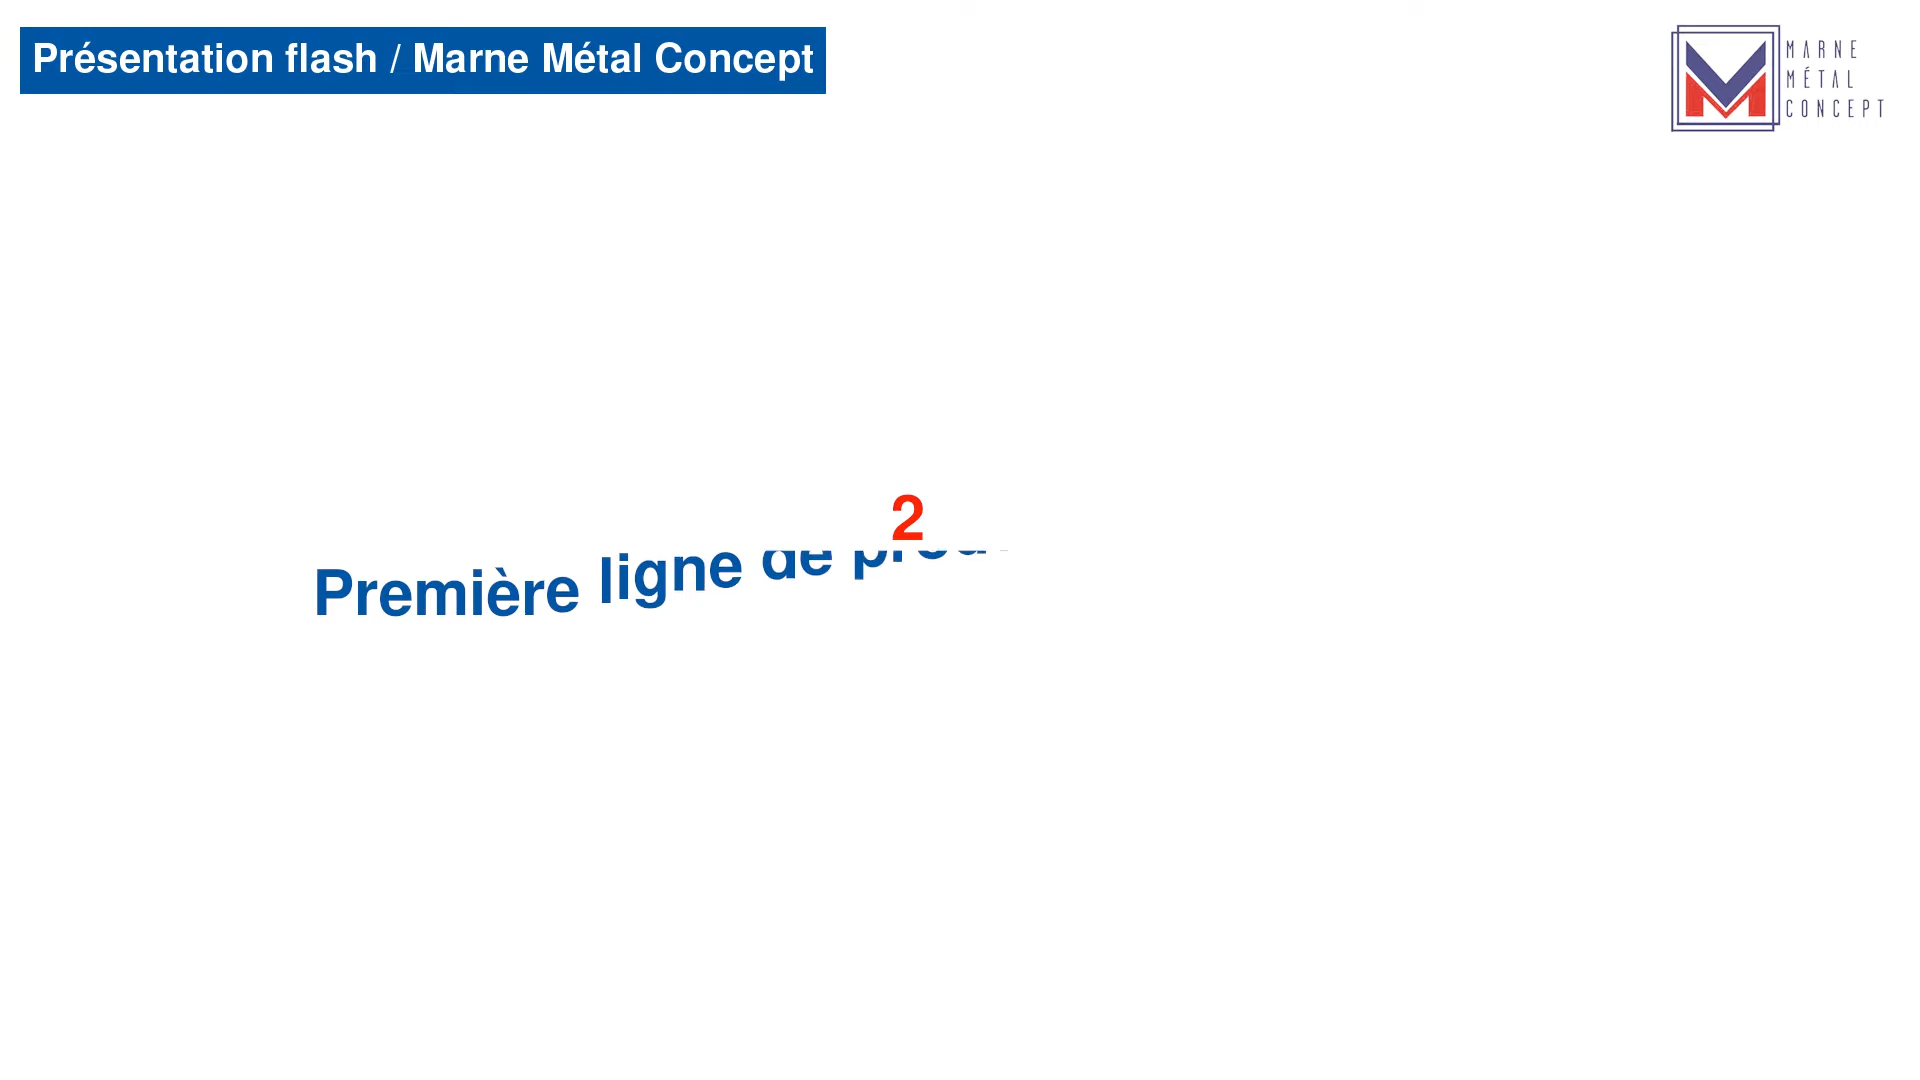 Présentation flash / Marne Métal Concept
MARNE
MÉTAL
CONCEPT
2
Première ligne de